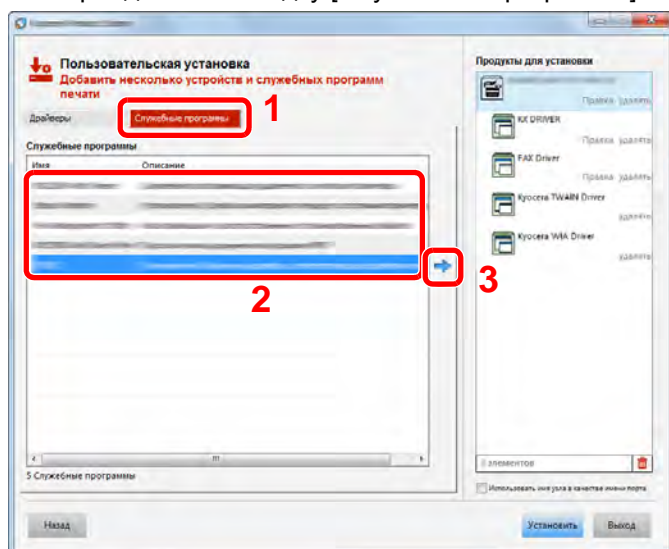 Пользовательская установка
Добавить несколько устройств и служебных программ
печати
Драйверы
Служебные программы
1
Служебные программы
Имя
Описание
2
3
5 Служебные программы
Продукты для установки
Правка удалить
KX DRIVER
Правка удалить
FAX Driver
Правка удалить
Kyocera TWAIN Driver
удалить
Kyocera WIA Driver
удалить
элементов
Использовать имя узла в качестве имени порта
Назад
Установить
Выход